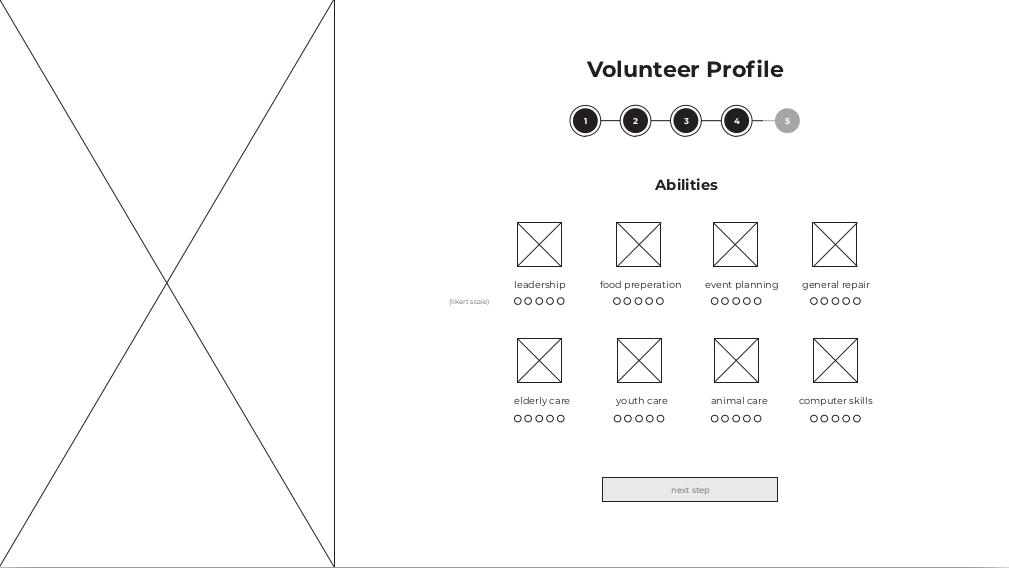 Volunteer Profile
1 2 3 4 5
Abilities
leadership food preperation event planning general repair
(likert scale)
elderly care youth care animal care computer skills
next step